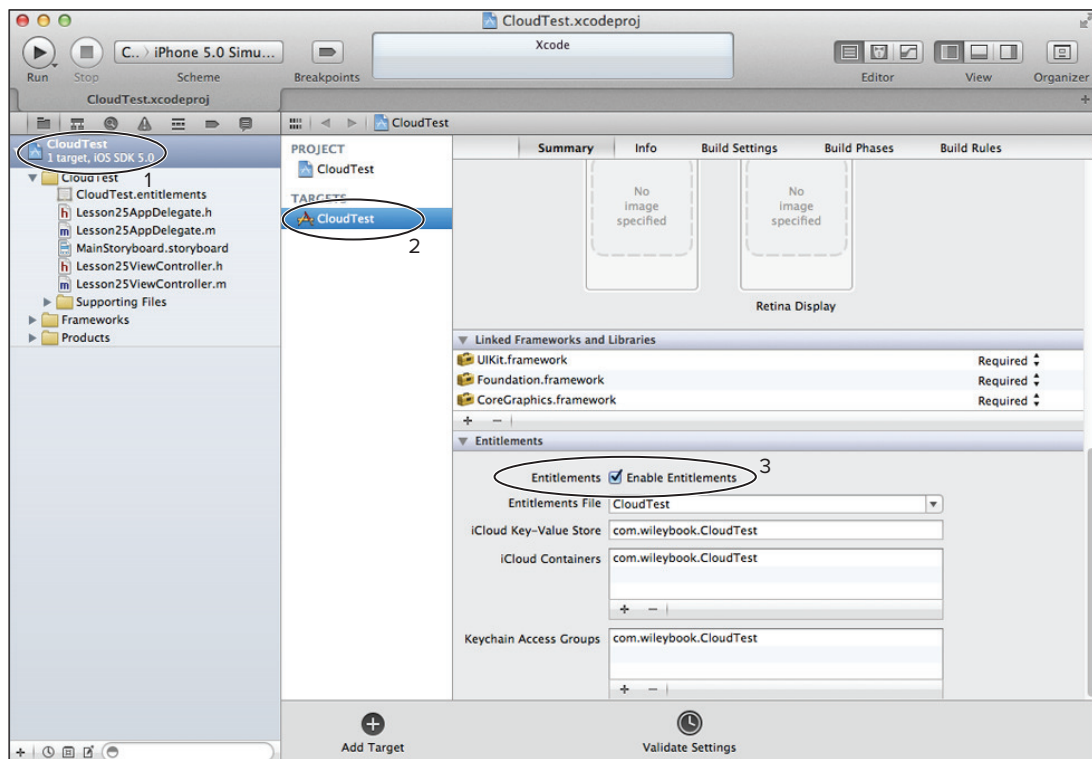 CloudTest.xcodeproj
C.. › iPhone 5.0 Simu...
Xcode
Run Stop Scheme Breakpoints Editor View Organizer
CloudTest.xcodeproj
CloudTest
CloudTest
1 target, iOS SDK 5.0
1
CloudTest
CloudTest.entitlements
h Lesson25AppDelegate.h
m Lesson25AppDelegate.m
MainStoryboard.storyboard
h Lesson25ViewController.h
m Lesson25ViewController.m
Supporting Files
Frameworks
Products
PROJECT
CloudTest
TARGETS
CloudTest
2
Summary Info Build Settings Build Phases Build Rules
No image specified
No image specified
Retina Display
Linked Frameworks and Libraries
UIKit.framework Required
Foundation.framework Required
CoreGraphics.framework Required
+ −
Entitlements
Entitlements Enable Entitlements
3
Entitlements File CloudTest
iCloud Key-Value Store com.wileybook.CloudTest
iCloud Containers com.wileybook.CloudTest
+ −
Keychain Access Groups com.wileybook.CloudTest
+ −
Add Target
Validate Settings